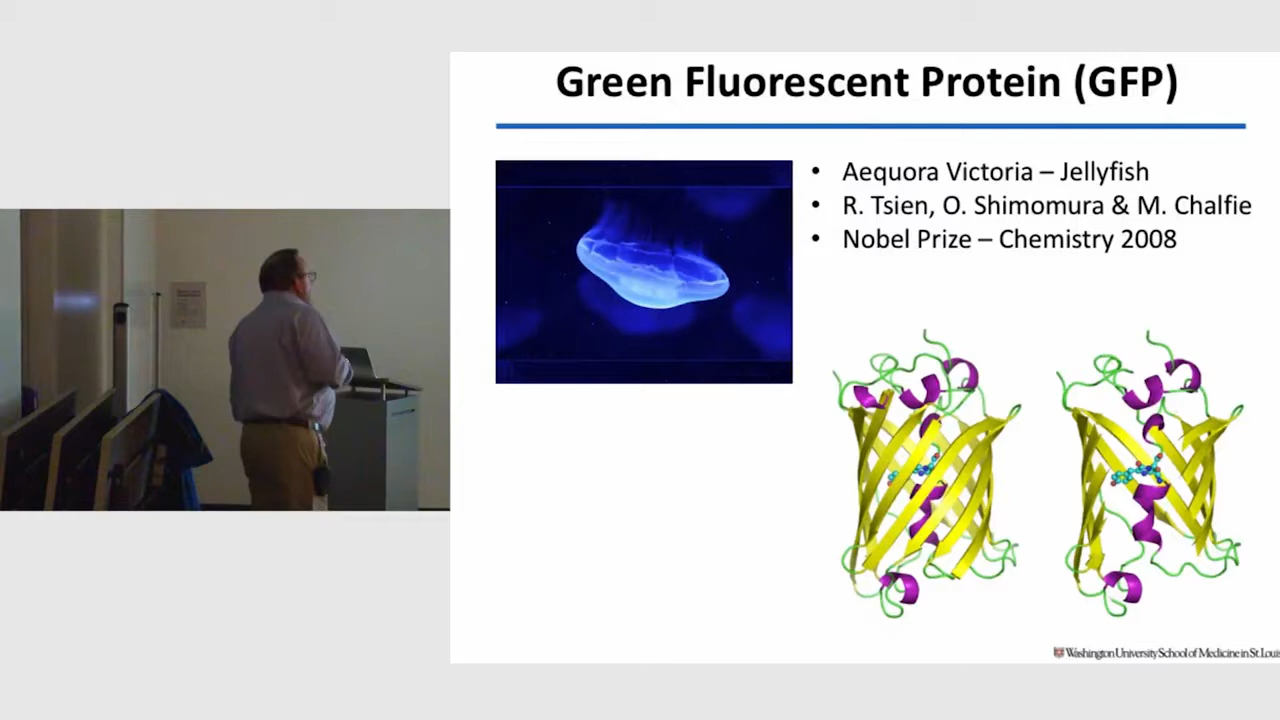 Green Fluorescent Protein (GFP)
• Aequora Victoria – Jellyfish
• R. Tsien, O. Shimomura & M. Chalfie
• Nobel Prize – Chemistry 2008
Washington University School of Medicine in St. Louis